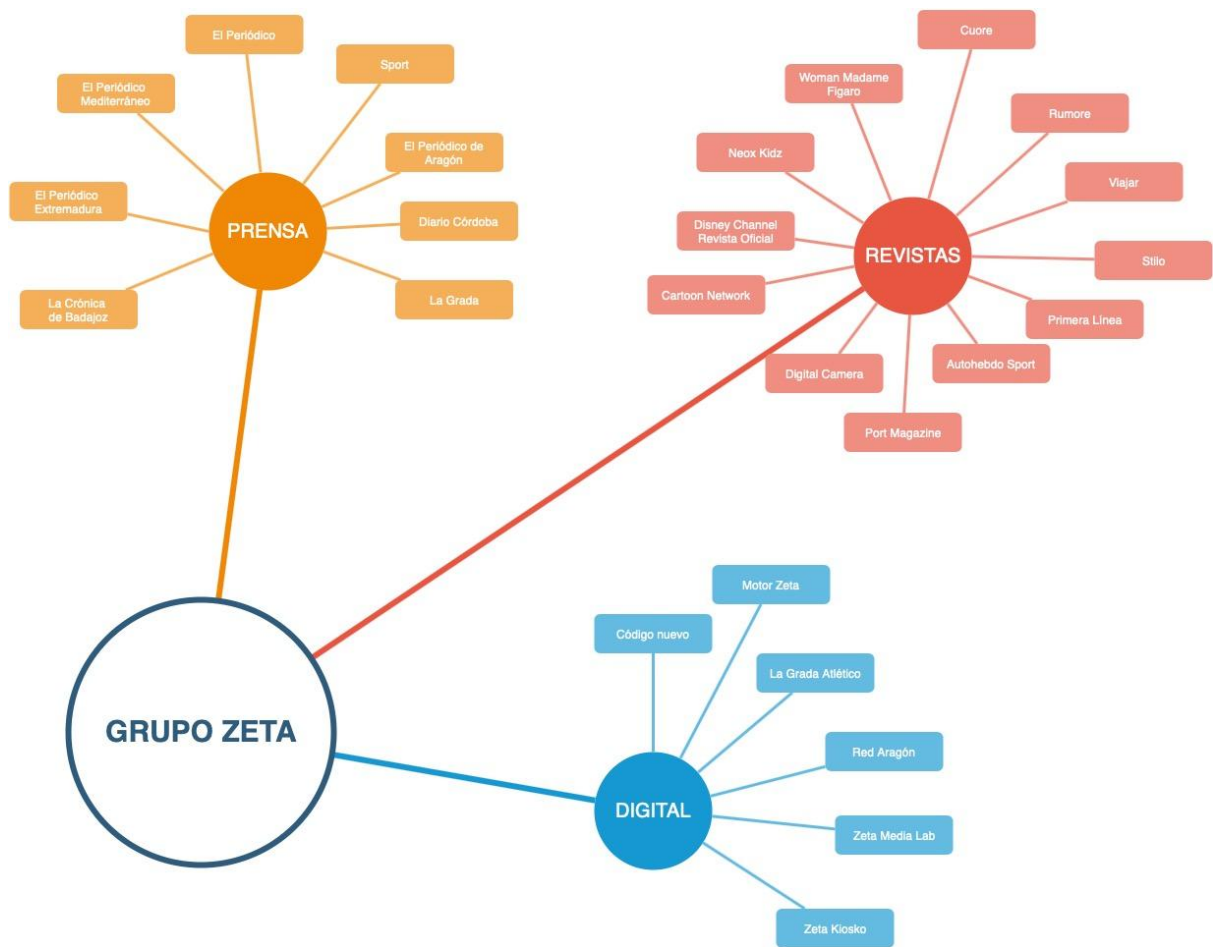 El Periódico
Sport
El Periódico
Mediterráneo
El Periódico de
Aragón
El Periódico
Extremadura
Diario Córdoba
La Crónica
de Badajoz
La Grada
PRENSA
Cuore
Woman Madame
Figaro
Rumore
Neox Kidz
Viajar
Disney Channel
Revista Oficial
Stilo
Cartoon Network
Primera Línea
Digital Camera
Autohebdo Sport
Port Magazine
REVISTAS
GRUPO ZETA
Motor Zeta
Código nuevo
La Grada Atlético
Red Aragón
Zeta Media Lab
Zeta Kiosko
DIGITAL